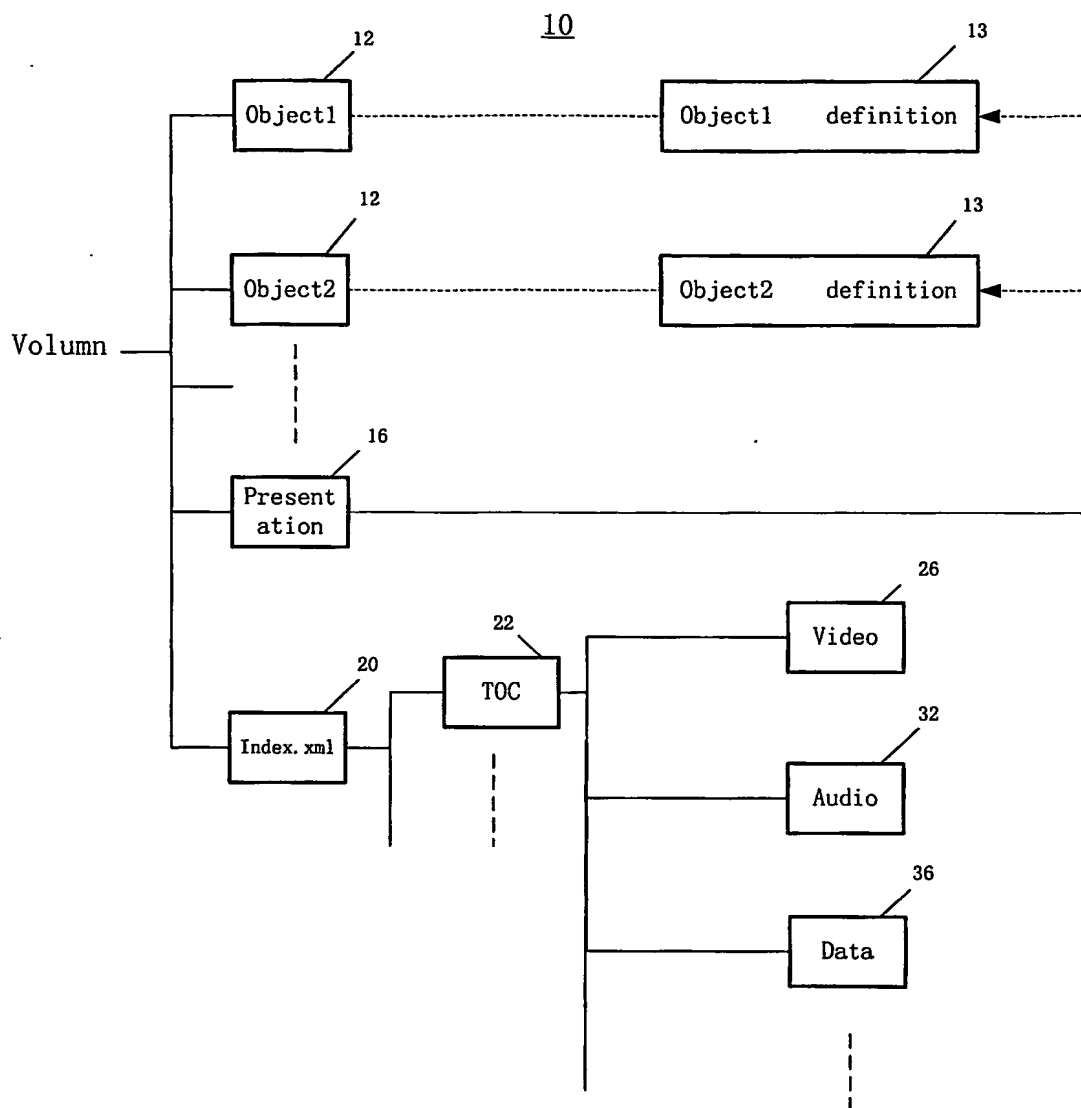 10
12
13
Object1
Object1 definition
12
13
Object2
Object2 definition
Volumn
16
Present
ation
26
Video
22
TOC
20
Index.xml
32
Audio
36
Data